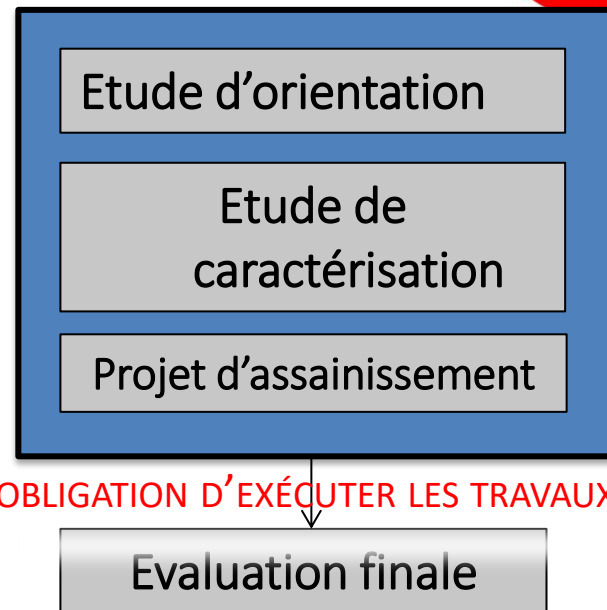 Etude d’orientation
Etude de
caractérisation
Projet d’assainissement
OBLIGATION D’EXÉCUTER LES TRAVAUX
Evaluation finale